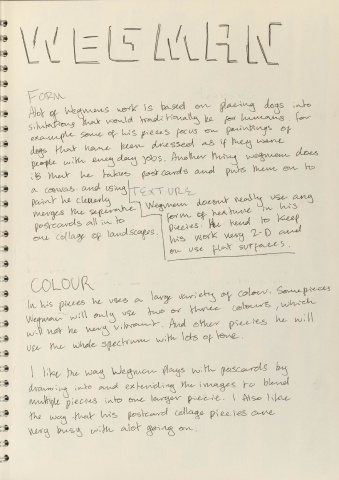 WEGMAN
FORM
Alot of Wegmans work is based on placing dogs into
situtations that would traditionally be for humans for
example some of his pieces focus on paintings of
dogs that have been dressed as if they were
people with everyday jobs. Another thing wegman does
is that he takes postcards and puts them on to
a canvas and using
paint he cleverly
merges the seperate
postcards all in to
one collage of landscapes.
TEXTURE
Wegman doesnt really use any
form of texture in his
piecies. He tend to keep
his work very 2-D and
on use flat surfaces.
COLOUR
In his pieces he uses a large variety of colour. Some pieces
Wegman will only use two or three colours, which
will not be very vibrant. And other piecies he will
use the whole spectrum with lots of tone.
I like the way Wegman plays with postcards by
drawing into and extending the images to blend
multiple pieces into one larger piecie. I Also like
the way that his postcard collage piecies are
very busy with alot going on.